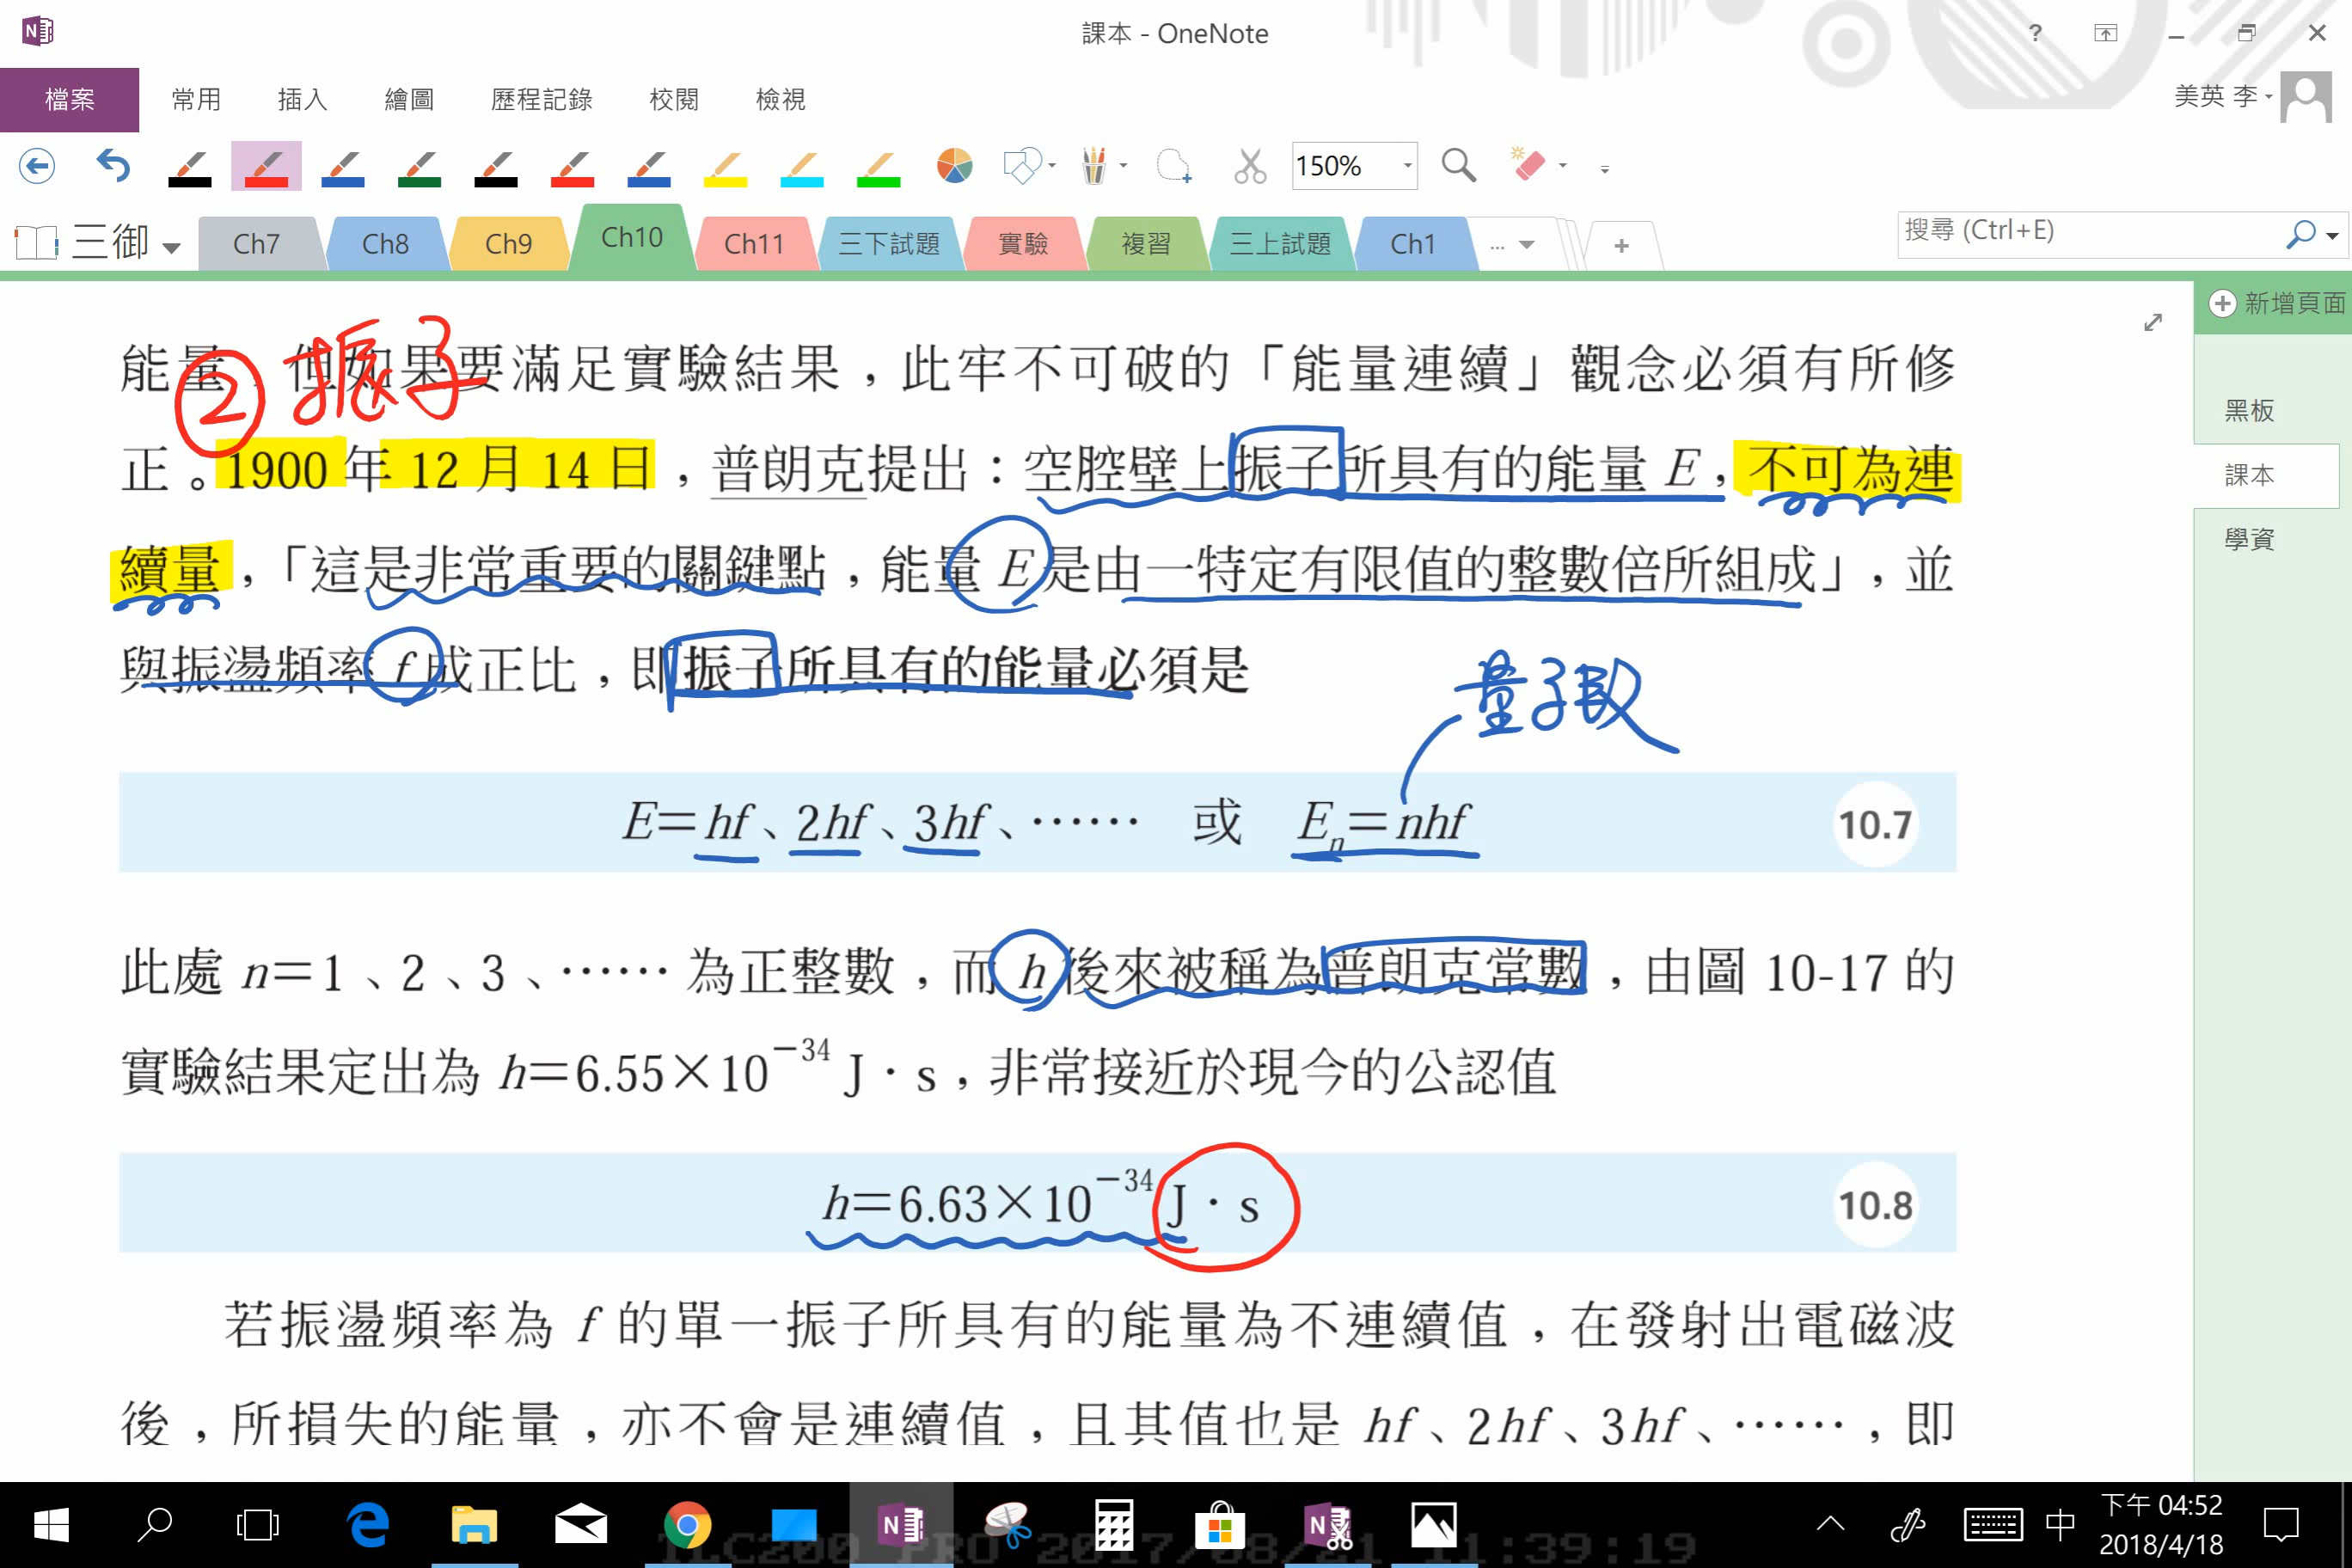 課本 - OneNote
?
檔案 常用 插入 繪圖 歷程記錄 校閱 檢視
美英 李
150%
三御 Ch7 Ch8 Ch9 Ch10 Ch11 三下試題 實驗 複習 三上試題 Ch1 ... +
搜尋 (Ctrl+E)
新增頁面
黑板
課本
學資
② 振子
能量，但如果要滿足實驗結果，此牢不可破的「能量連續」觀念必須有所修
正。1900 年 12 月 14 日，普朗克提出：空腔壁上振子所具有的能量 E，不可為連
續量，「這是非常重要的關鍵點，能量 E 是由一特定有限值的整數倍所組成」，並
與振盪頻率 f 成正比，即振子所具有的能量必須是
量子數
E＝hf、2hf、3hf、…… 或 Eₙ＝nhf 10.7
此處 n＝1、2、3、…… 為正整數，而 h 後來被稱為普朗克常數，由圖 10-17 的
實驗結果定出為 h＝6.55×10⁻³⁴ J · s，非常接近於現今的公認值
h＝6.63×10⁻³⁴ J · s 10.8
若振盪頻率為 f 的單一振子所具有的能量為不連續值，在發射出電磁波
後，所損失的能量，亦不會是連續值，且其值也是 hf、2hf、3hf、……，即
中
下午 04:52
2018/4/18
ILC200 PRO 2017/08/21 11:39:19